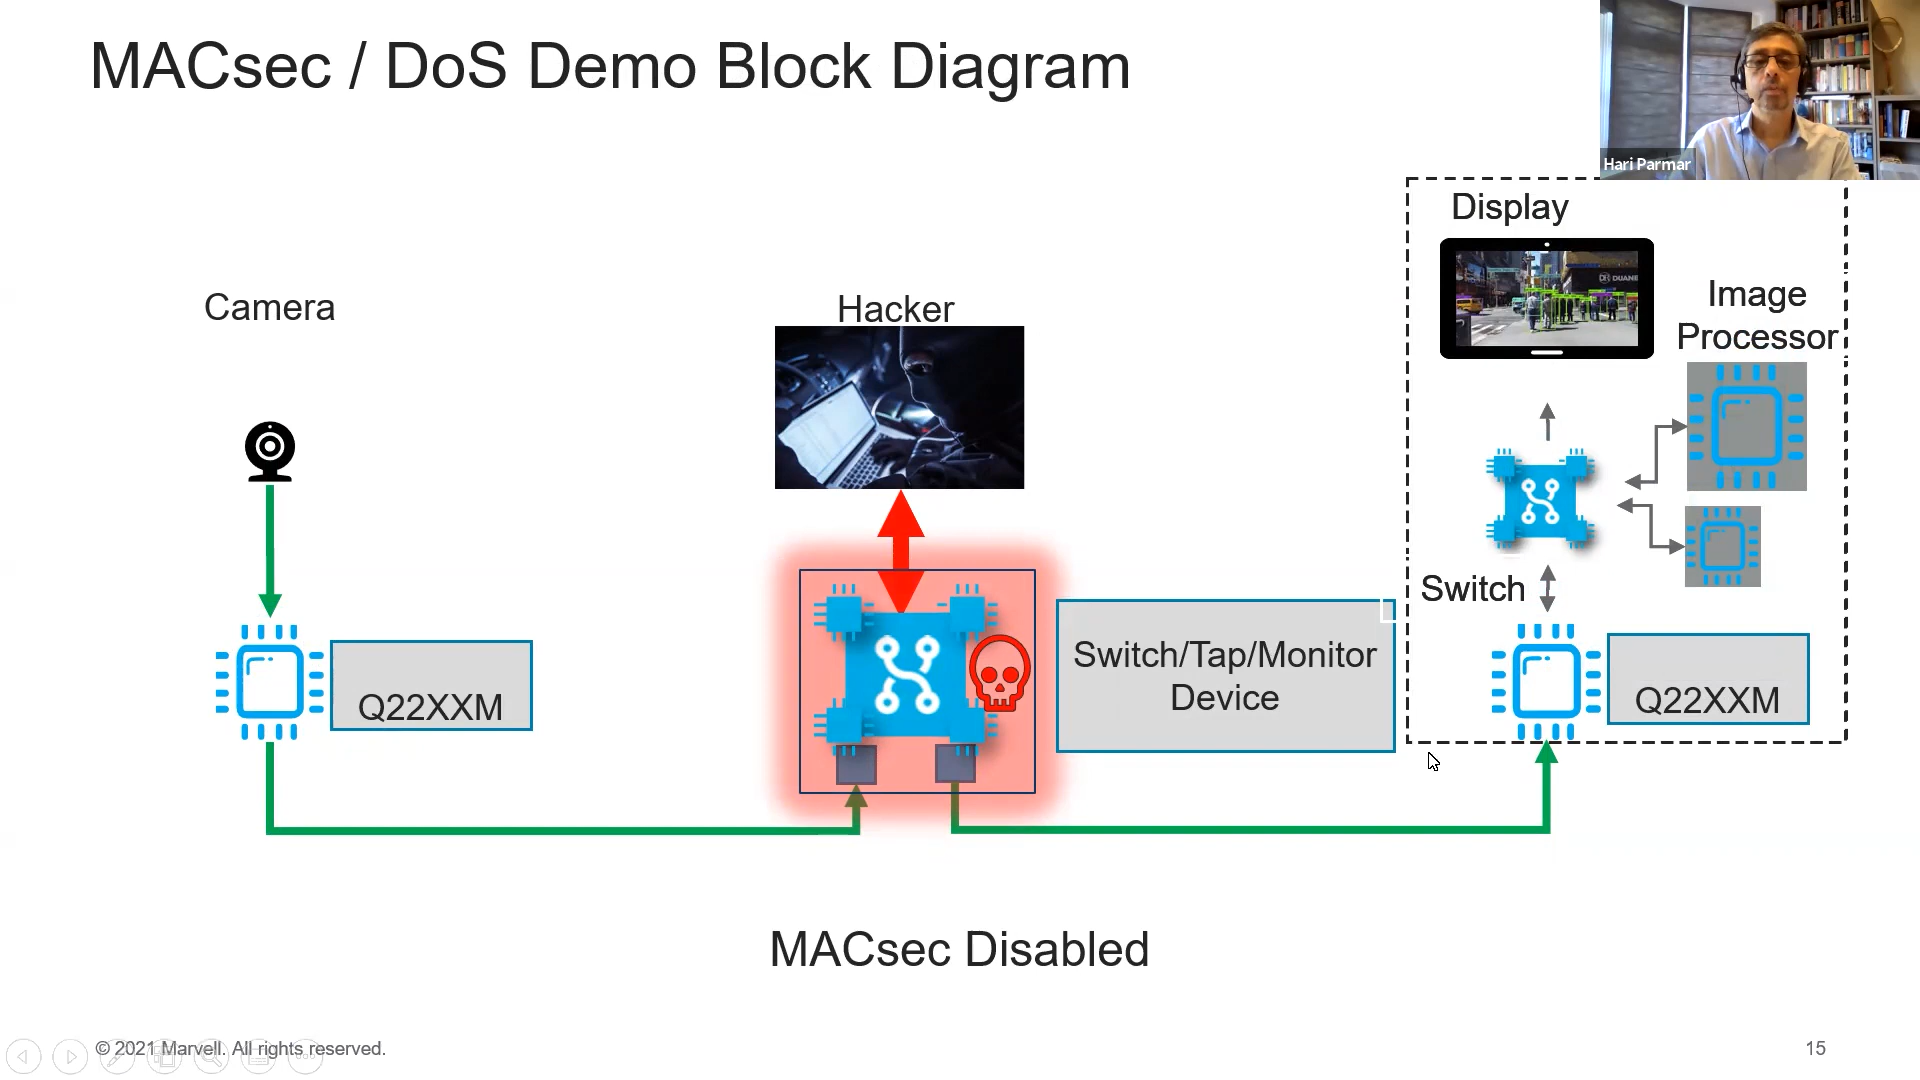 MACsec / DoS Demo Block Diagram
Hari Parmar
Display
DUANE
Camera
Hacker
Image
Processor
Switch
Switch/Tap/Monitor
Device
Q22XXM
Q22XXM
MACsec Disabled
© 2021 Marvell. All rights reserved.
15